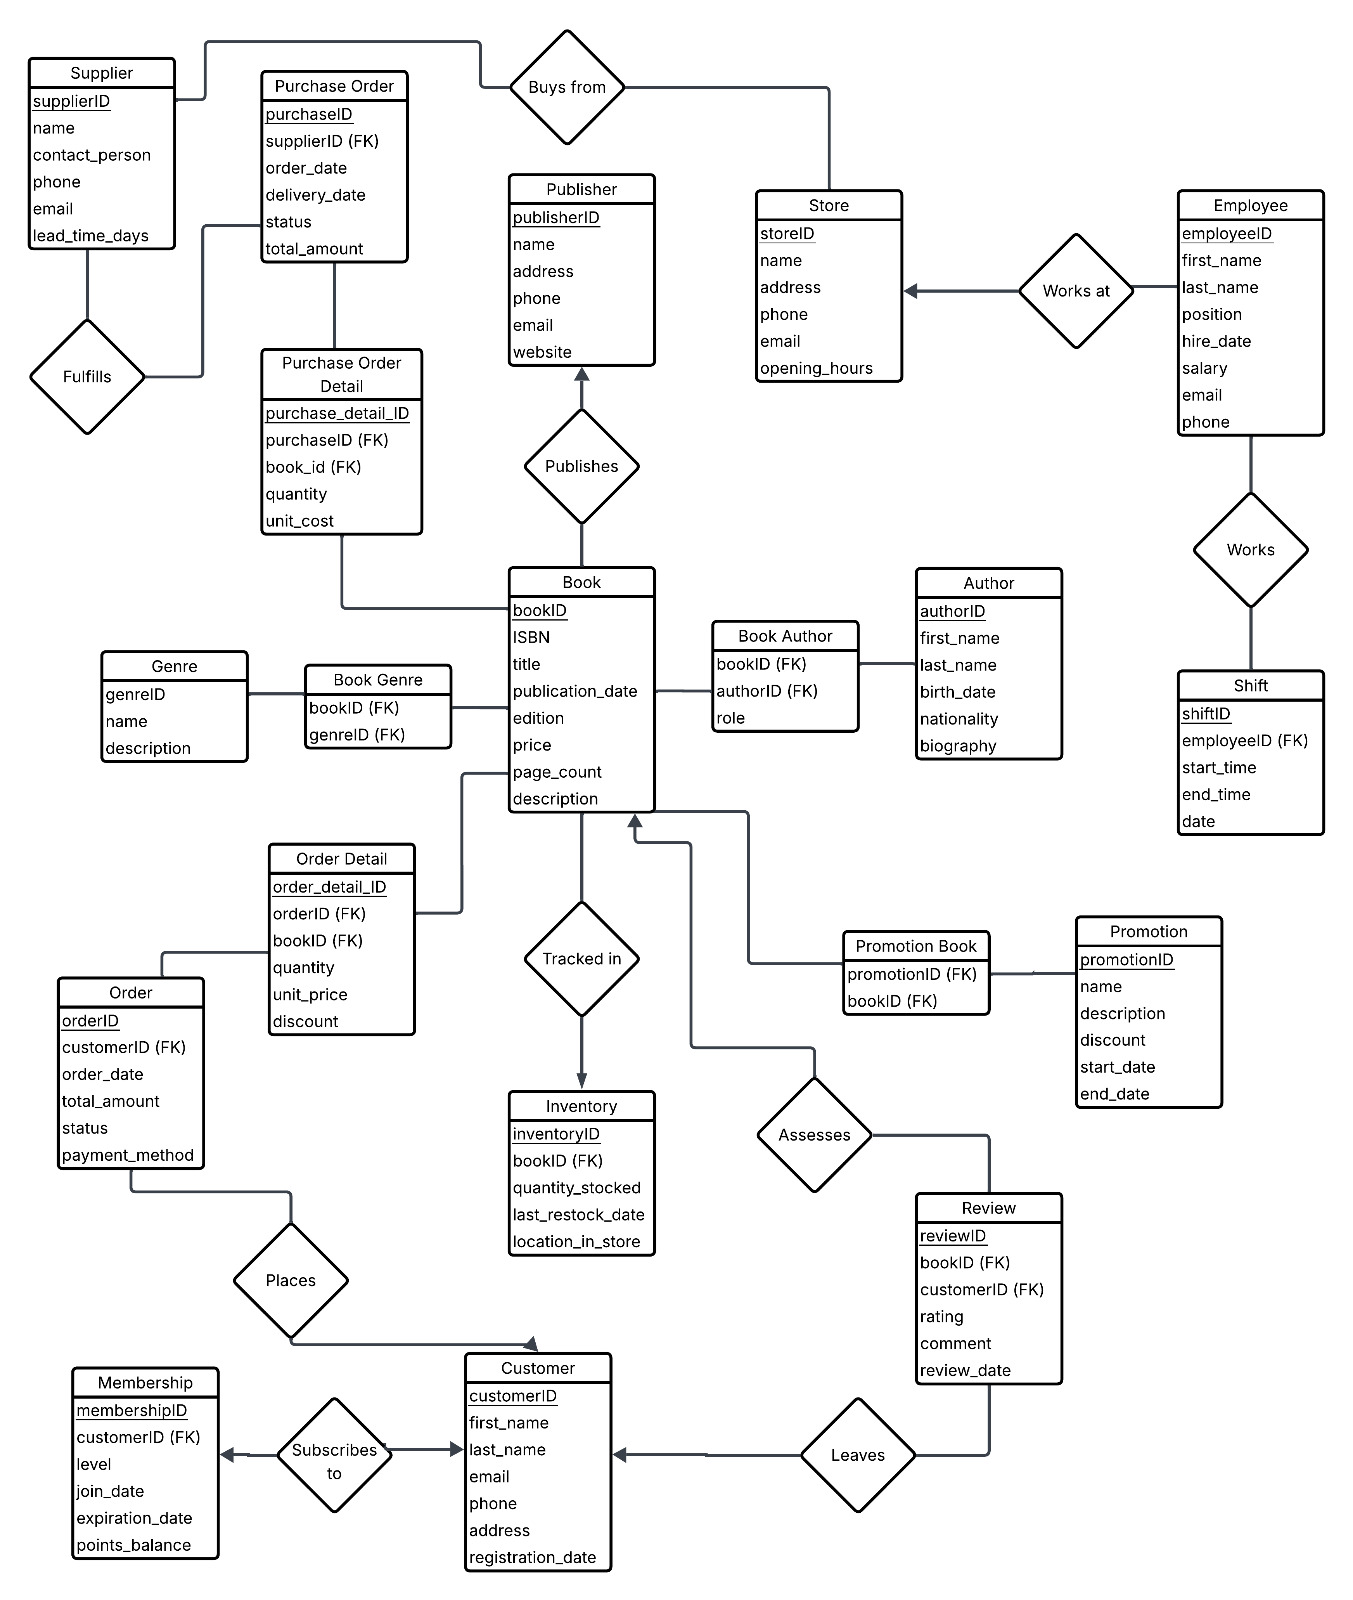 Supplier
supplierID
name
contact_person
phone
email
lead_time_days
Purchase Order
purchaseID
supplierID (FK)
order_date
delivery_date
status
total_amount
Buys from
Publisher
publisherID
name
address
phone
email
website
Store
storeID
name
address
phone
email
opening_hours
Works at
Employee
employeeID
first_name
last_name
position
hire_date
salary
email
phone
Fulfills
Purchase Order
Detail
purchase_detail_ID
purchaseID (FK)
book_id (FK)
quantity
unit_cost
Publishes
Works
Book
bookID
ISBN
title
publication_date
edition
price
page_count
description
Book Author
bookID (FK)
authorID (FK)
role
Author
authorID
first_name
last_name
birth_date
nationality
biography
Shift
shiftID
employeeID (FK)
start_time
end_time
date
Genre
genreID
name
description
Book Genre
bookID (FK)
genreID (FK)
Order Detail
order_detail_ID
orderID (FK)
bookID (FK)
quantity
unit_price
discount
Tracked in
Promotion Book
promotionID (FK)
bookID (FK)
Promotion
promotionID
name
description
discount
start_date
end_date
Order
orderID
customerID (FK)
order_date
total_amount
status
payment_method
Inventory
inventoryID
bookID (FK)
quantity_stocked
last_restock_date
location_in_store
Assesses
Review
reviewID
bookID (FK)
customerID (FK)
rating
comment
review_date
Places
Membership
membershipID
customerID (FK)
level
join_date
expiration_date
points_balance
Subscribes
to
Customer
customerID
first_name
last_name
email
phone
address
registration_date
Leaves